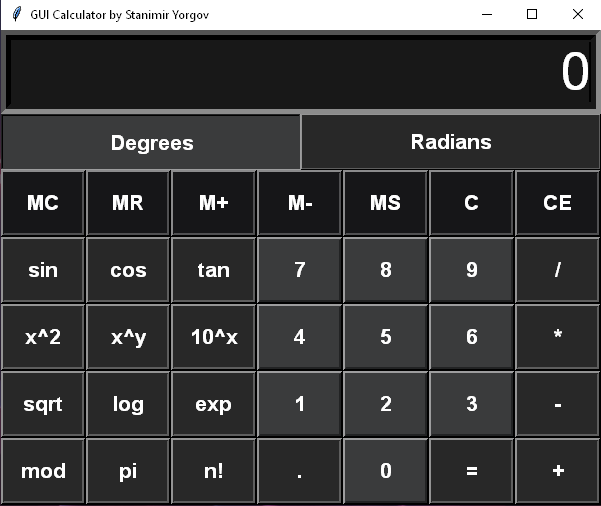 GUI Calculator by Stanimir Yorgov
0
Degrees Radians
MC MR M+ M- MS C CE
sin cos tan 7 8 9 /
x^2 x^y 10^x 4 5 6 *
sqrt log exp 1 2 3 -
mod pi n! . 0 = +